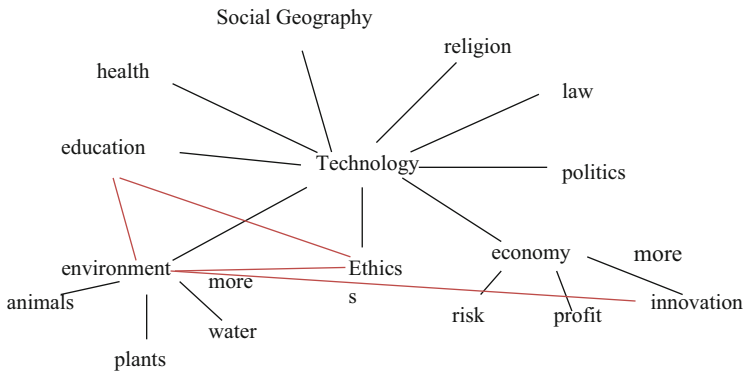 Social Geography
religion
health
law
education
Technology
politics
economy
more
environment
Ethics
more
animals
s
innovation
risk
profit
water
plants